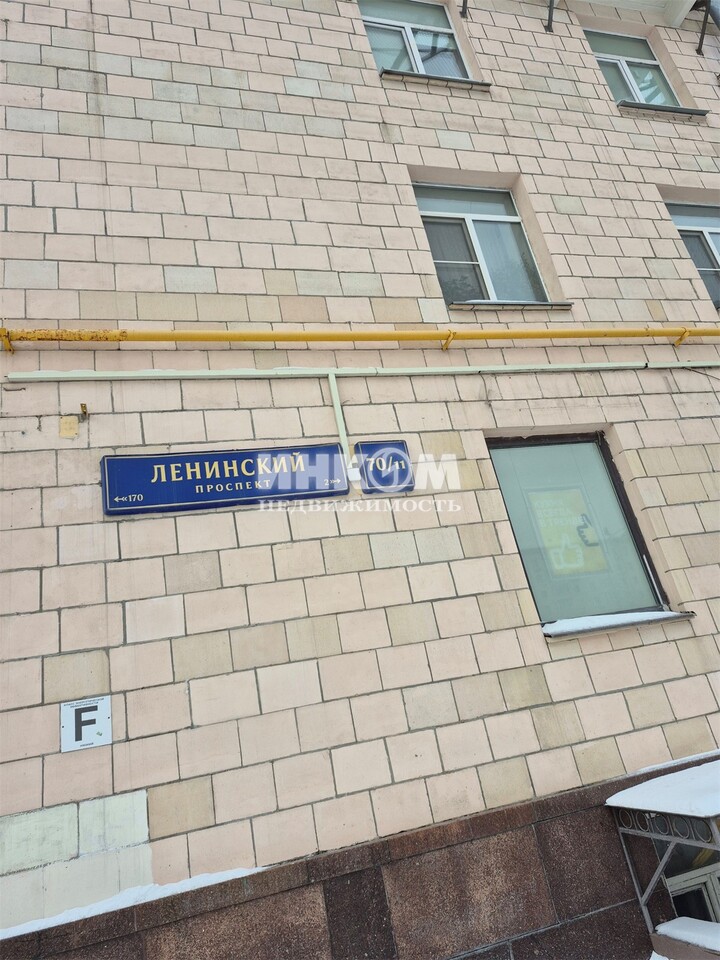 ЛЕНИНСКИЙ
ПРОСПЕКТ
170
2
70/11
ИНКОМ
НЕДВИЖИМОСТЬ
F